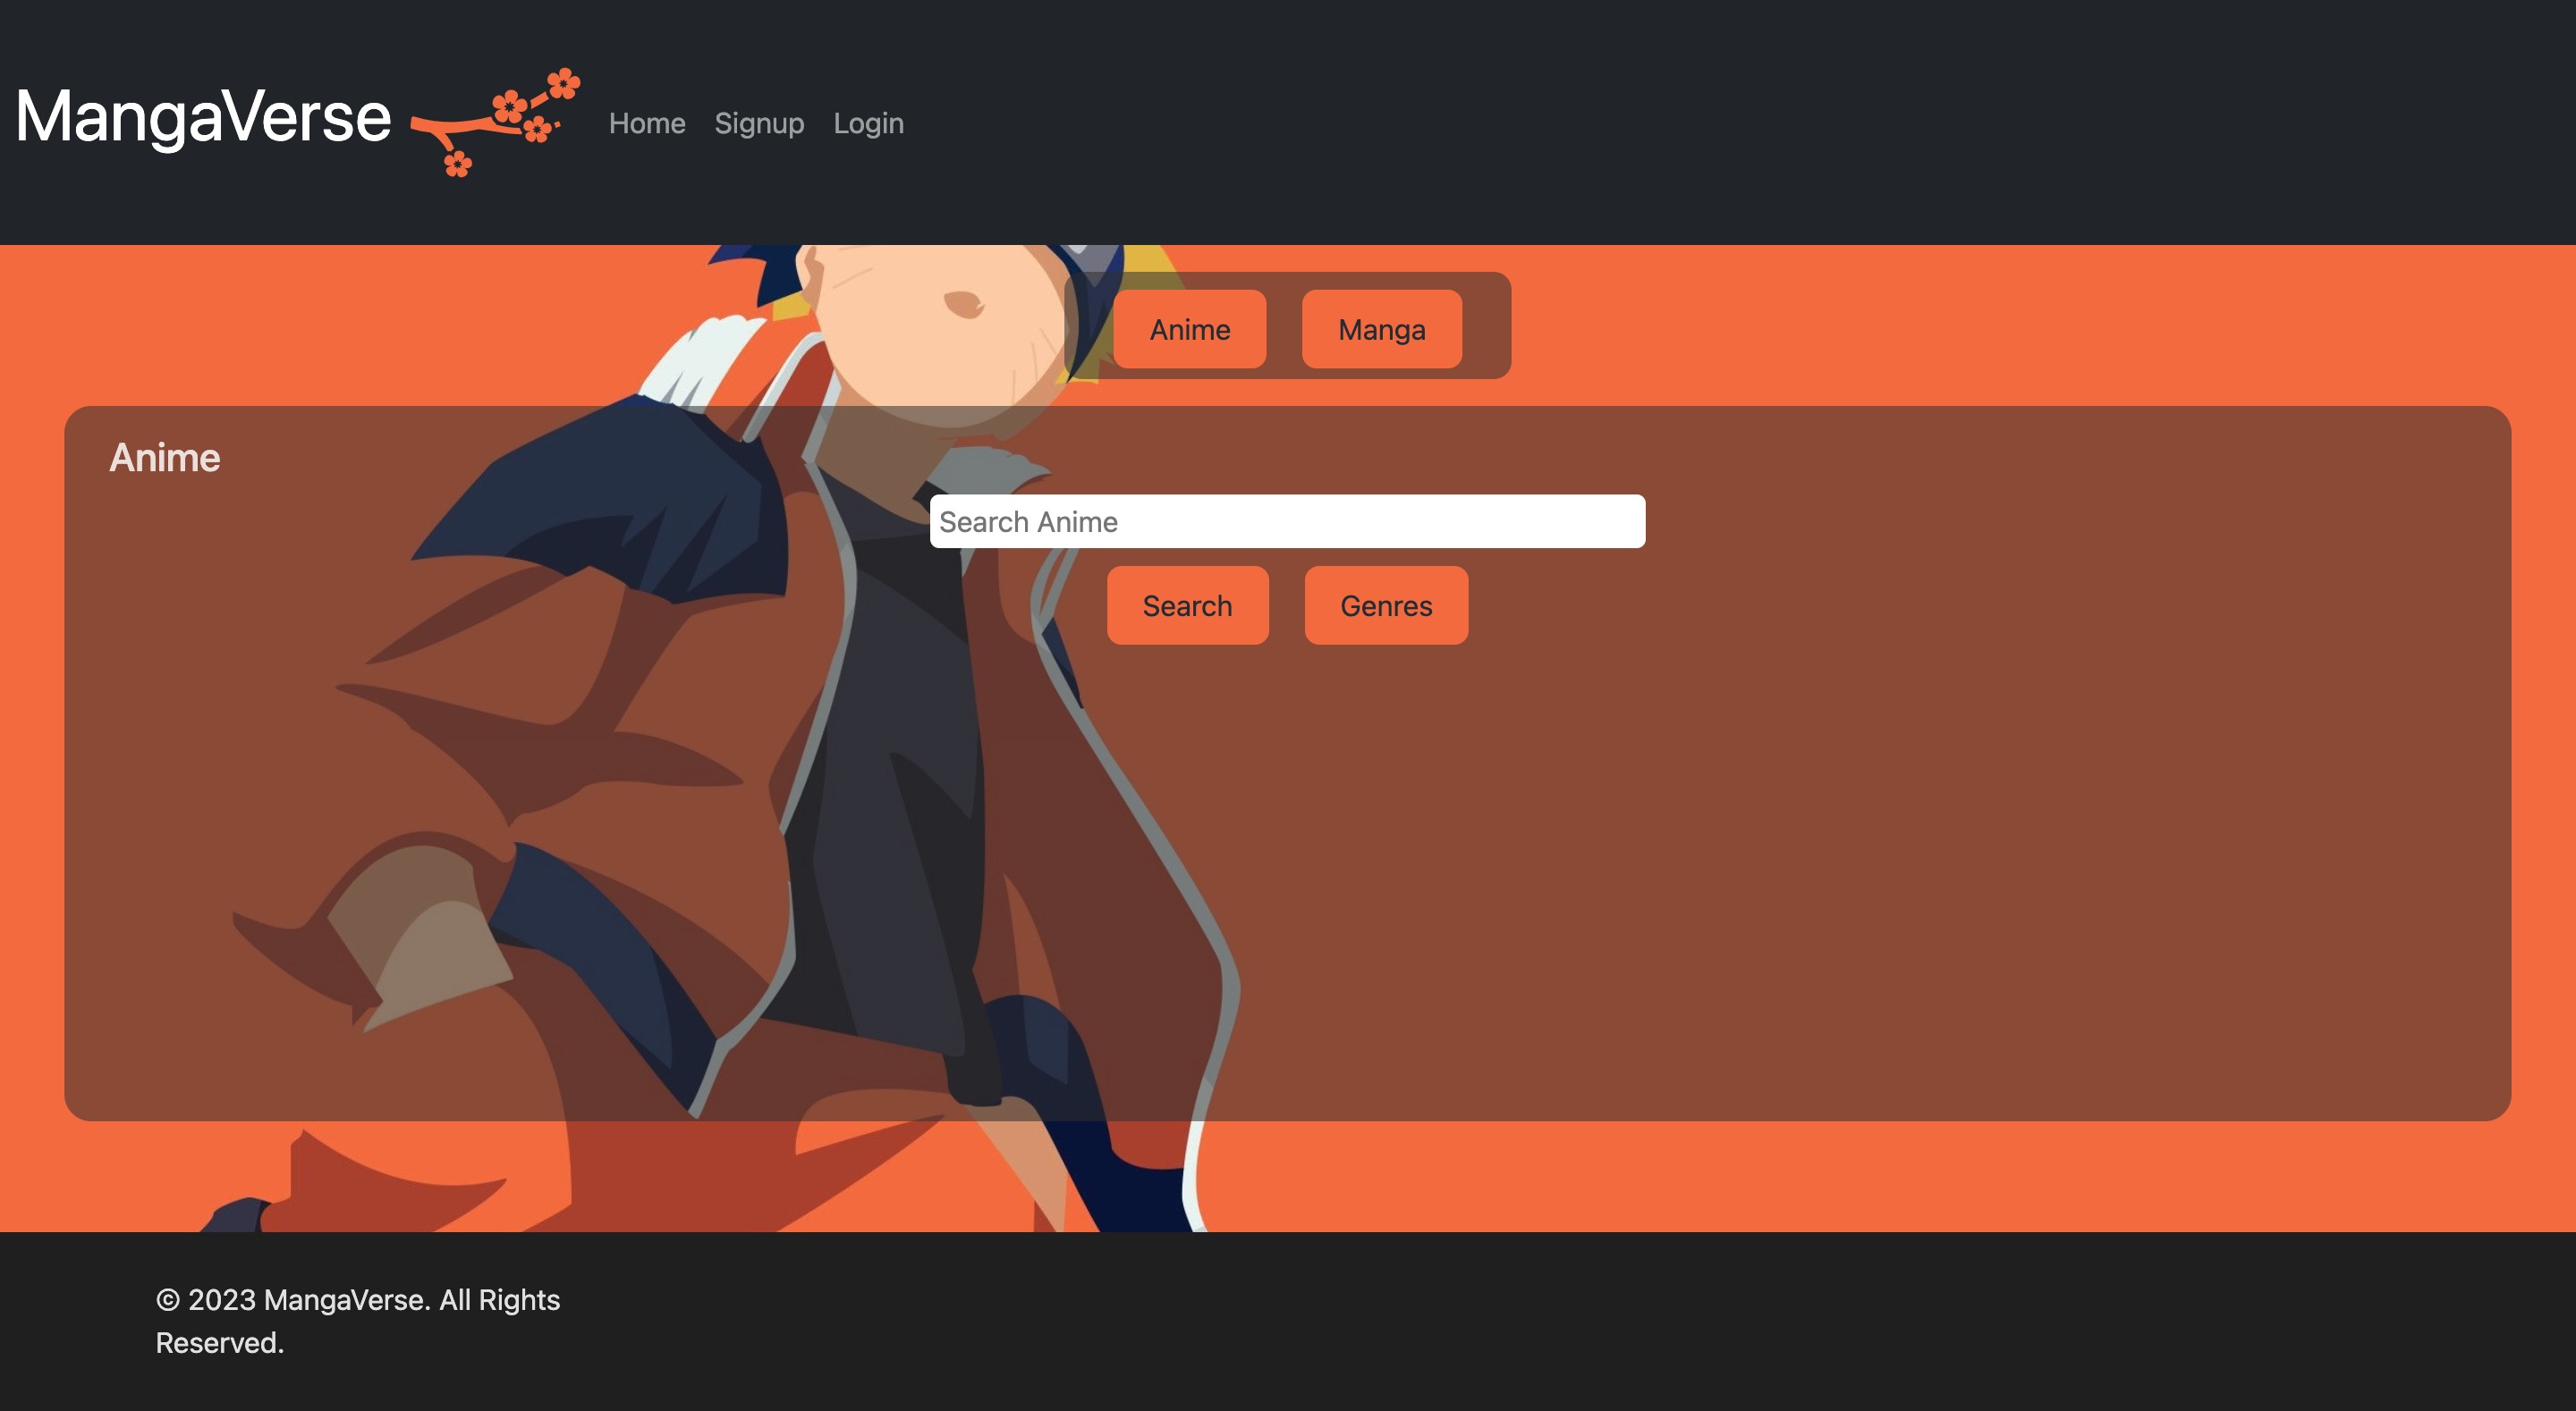 MangaVerse
Home Signup Login
Anime Manga
Anime
Search Anime
Search Genres
© 2023 MangaVerse. All Rights
Reserved.